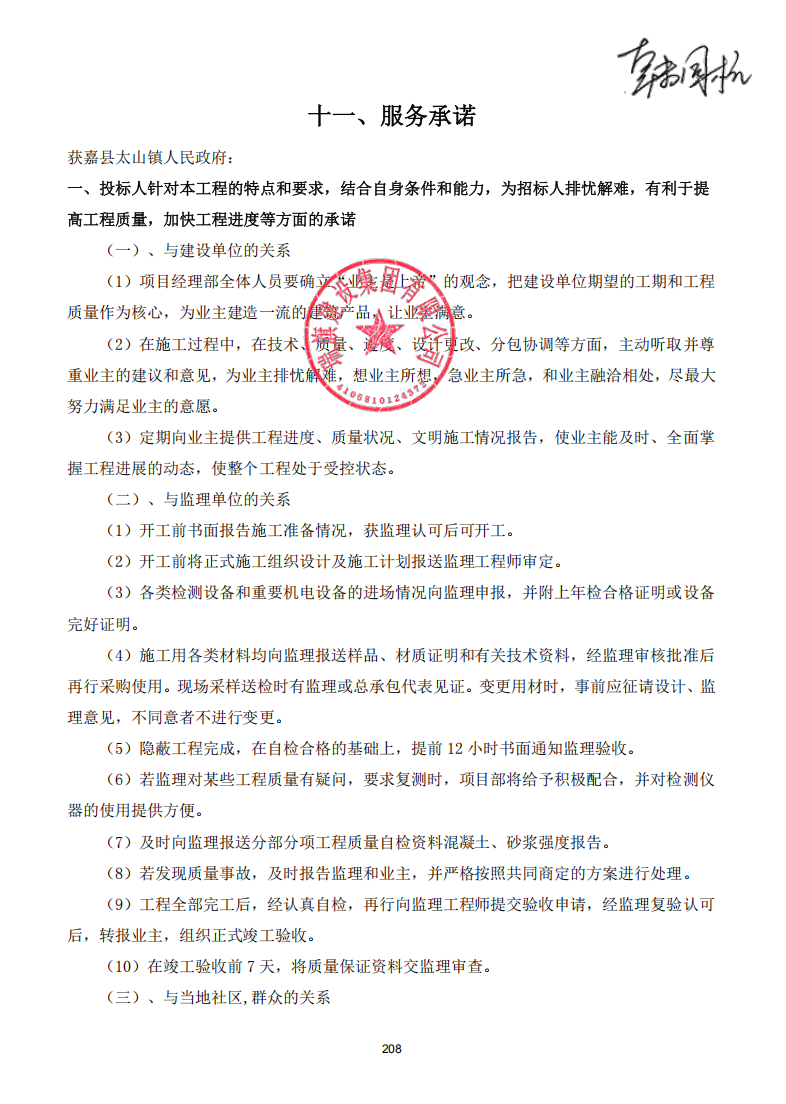 韩国栋
十一、服务承诺
获嘉县太山镇人民政府：
一、投标人针对本工程的特点和要求，结合自身条件和能力，为招标人排忧解难，有利于提
高工程质量，加快工程进度等方面的承诺
（一）、与建设单位的关系
（1）项目经理部全体人员要确立“业主是上帝”的观念，把建设单位期望的工期和工程
质量作为核心，为业主建造一流的建筑产品，让业主满意。
（2）在施工过程中，在技术、质量、进度、设计更改、分包协调等方面，主动听取并尊
重业主的建议和意见，为业主排忧解难，想业主所想，急业主所急，和业主融洽相处，尽最大
努力满足业主的意愿。
（3）定期向业主提供工程进度、质量状况、文明施工情况报告，使业主能及时、全面掌
握工程进展的动态，使整个工程处于受控状态。
（二）、与监理单位的关系
（1）开工前书面报告施工准备情况，获监理认可后可开工。
（2）开工前将正式施工组织设计及施工计划报送监理工程师审定。
（3）各类检测设备和重要机电设备的进场情况向监理申报，并附上年检合格证明或设备
完好证明。
（4）施工用各类材料均向监理报送样品、材质证明和有关技术资料，经监理审核批准后
再行采购使用。现场采样送检时有监理或总承包代表见证。变更用材时，事前应征请设计、监
理意见，不同意者不进行变更。
（5）隐蔽工程完成，在自检合格的基础上，提前 12 小时书面通知监理验收。
（6）若监理对某些工程质量有疑问，要求复测时，项目部将给予积极配合，并对检测仪
器的使用提供方便。
（7）及时向监理报送分部分项工程质量自检资料混凝土、砂浆强度报告。
（8）若发现质量事故，及时报告监理和业主，并严格按照共同商定的方案进行处理。
（9）工程全部完工后，经认真自检，再行向监理工程师提交验收申请，经监理复验认可
后，转报业主，组织正式竣工验收。
（10）在竣工验收前 7 天，将质量保证资料交监理审查。
（三）、与当地社区,群众的关系
旗建设集团有限公司
4108810124372
208